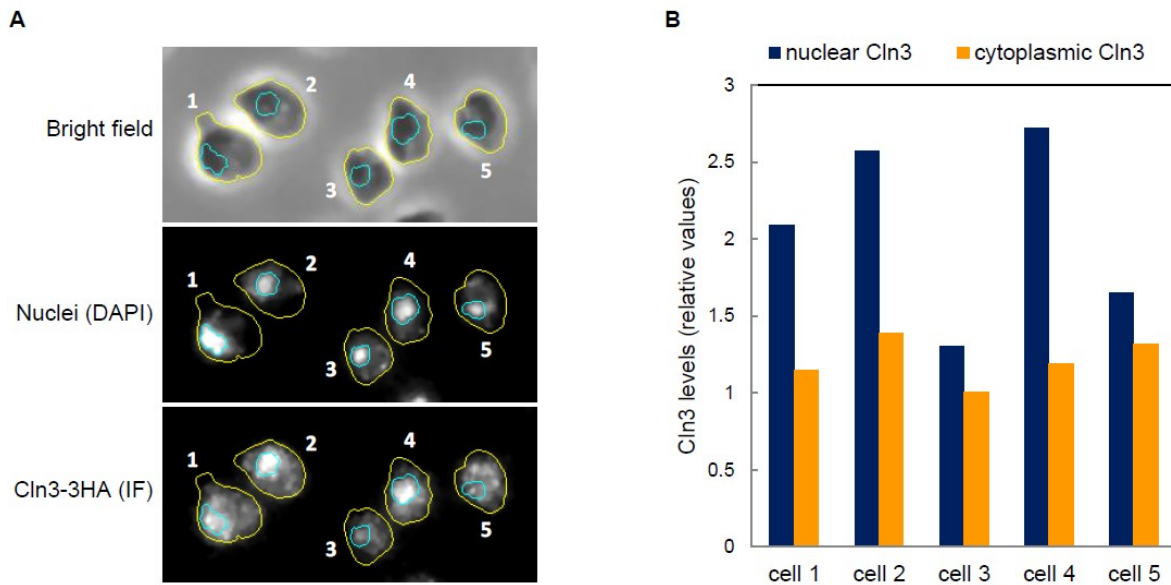 A
Bright field
1
2
3
4
5
Nuclei (DAPI)
1
2
3
4
5
Cln3-3HA (IF)
1
2
3
4
5
B
nuclear Cln3 cytoplasmic Cln3
Cln3 levels (relative values)
3
2.5
2
1.5
1
0.5
0
cell 1 cell 2 cell 3 cell 4 cell 5